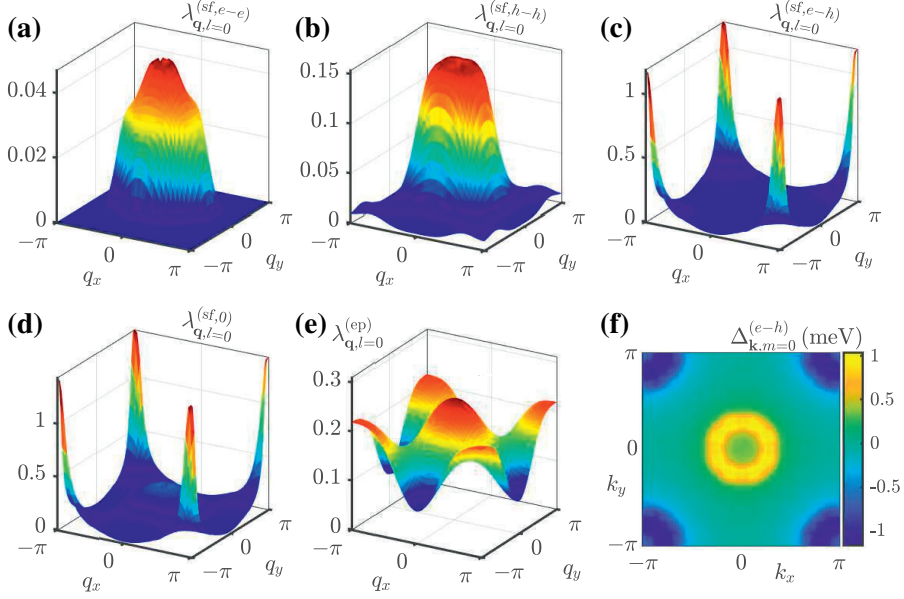 (a) λ_{q,l=0}^{(sf,e−e)}
0.04
0.02
0
−π
0
π
q_x
−π
0
π
q_y
(b) λ_{q,l=0}^{(sf,h−h)}
0.15
0.1
0.05
0
−π
0
π
q_x
−π
0
π
q_y
(c) λ_{q,l=0}^{(sf,e−h)}
1
0.5
0
−π
0
π
q_x
−π
0
π
q_y
(d) λ_{q,l=0}^{(sf,0)}
1
0.5
0
−π
0
π
q_x
−π
0
π
q_y
(e) λ_{q,l=0}^{(ep)}
0.3
0.2
0.1
0
−π
0
π
q_x
−π
0
π
q_y
(f) Δ_{k,m=0}^{(e−h)} (meV)
π
0
k_y
−π
−π
0
π
k_x
1
0.5
0
-0.5
-1